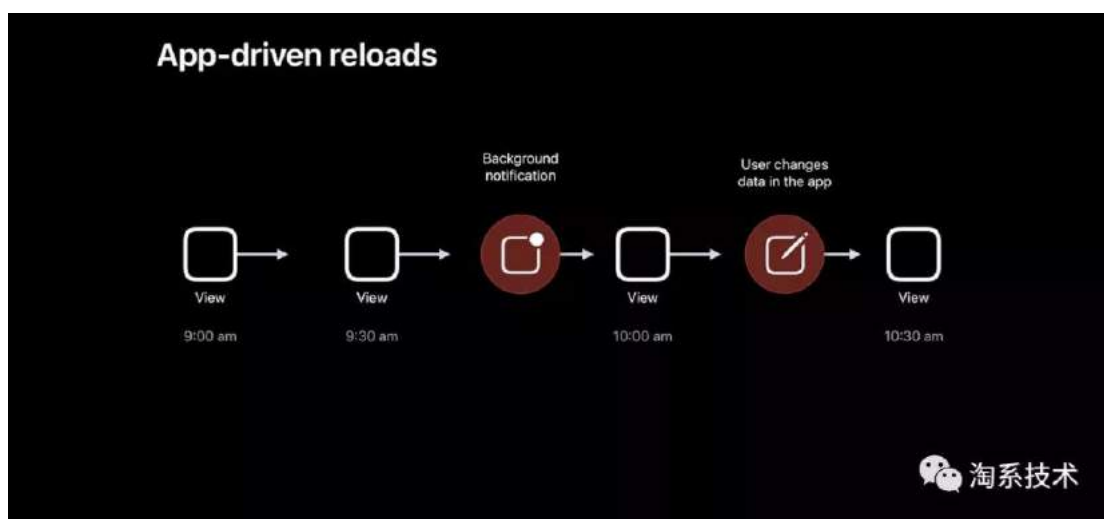 App-driven reloads
Background
notification
User changes
data in the app
View
View
View
View
9:00 am
9:30 am
10:00 am
10:30 am
淘系技术